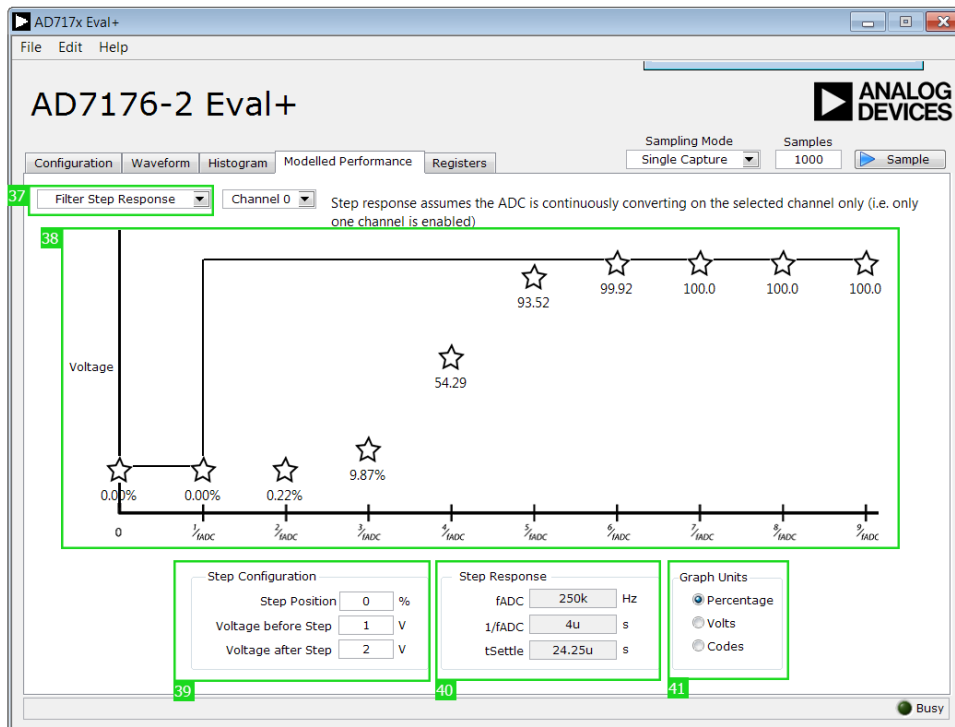 AD717x Eval+
File Edit Help
AD7176-2 Eval+
ANALOG
DEVICES
Sampling Mode Samples
Configuration Waveform Histogram Modelled Performance Registers
Single Capture 1000 Sample
37
Filter Step Response Channel 0
Step response assumes the ADC is continuously converting on the selected channel only (i.e. only
one channel is enabled)
38
93.52 99.92 100.0 100.0 100.0
Voltage
54.29
9.87%
0.00% 0.00% 0.22%
0 1/fADC 2/fADC 3/fADC 4/fADC 5/fADC 6/fADC 7/fADC 8/fADC 9/fADC
Step Configuration
Step Position 0 %
Voltage before Step 1 V
Voltage after Step 2 V
39
Step Response
fADC 250k Hz
1/fADC 4u s
tSettle 24.25u s
40
Graph Units
Percentage
Volts
Codes
41
Busy